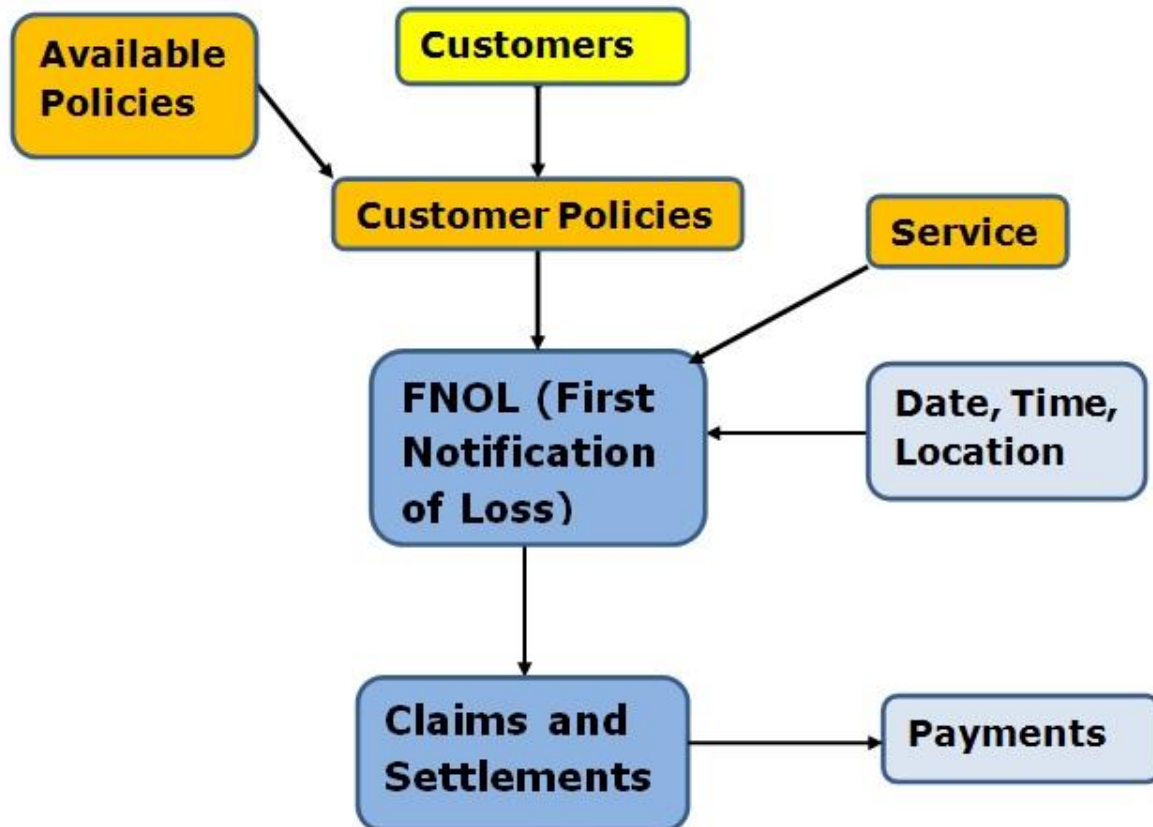 Available
Policies
Customers
Customer Policies
Service
FNOL (First
Notification
of Loss)
Date, Time,
Location
Claims and
Settlements
Payments